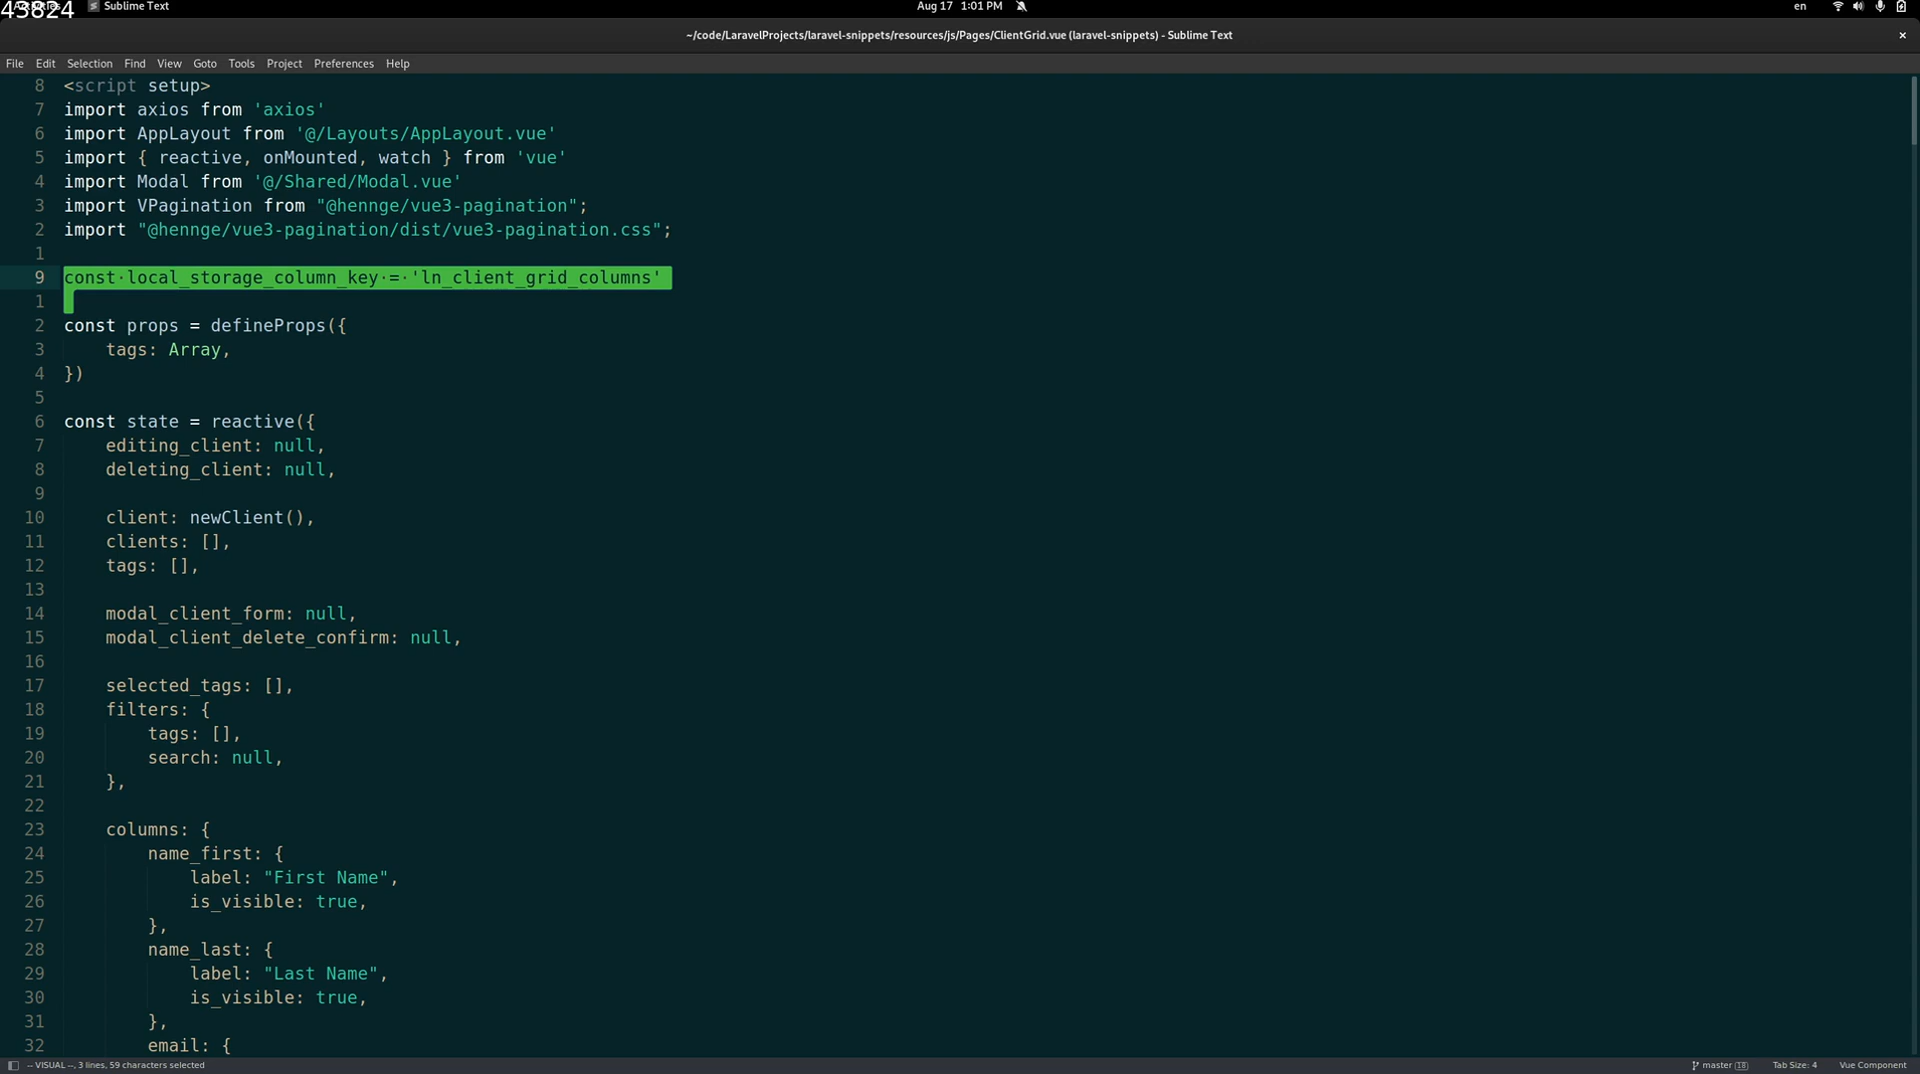 43824
Sublime Text
Aug 17 1:01 PM
en
~/code/LaravelProjects/laravel-snippets/resources/js/Pages/ClientGrid.vue (laravel-snippets) - Sublime Text
File Edit Selection Find View Goto Tools Project Preferences Help
8 <script setup>
7 import axios from 'axios'
6 import AppLayout from '@/Layouts/AppLayout.vue'
5 import { reactive, onMounted, watch } from 'vue'
4 import Modal from '@/Shared/Modal.vue'
3 import VPagination from "@hennge/vue3-pagination";
2 import "@hennge/vue3-pagination/dist/vue3-pagination.css";
1
9 const·local_storage_column_key·=·'ln_client_grid_columns'
1
2 const props = defineProps({
3     tags: Array,
4 })
5
6 const state = reactive({
7     editing_client: null,
8     deleting_client: null,
9
10     client: newClient(),
11     clients: [],
12     tags: [],
13
14     modal_client_form: null,
15     modal_client_delete_confirm: null,
16
17     selected_tags: [],
18     filters: {
19         tags: [],
20         search: null,
21     },
22
23     columns: {
24         name_first: {
25             label: "First Name",
26             is_visible: true,
27         },
28         name_last: {
29             label: "Last Name",
30             is_visible: true,
31         },
32         email: {
-- VISUAL --, 3 lines, 59 characters selected
master 18 Tab Size: 4 Vue Component